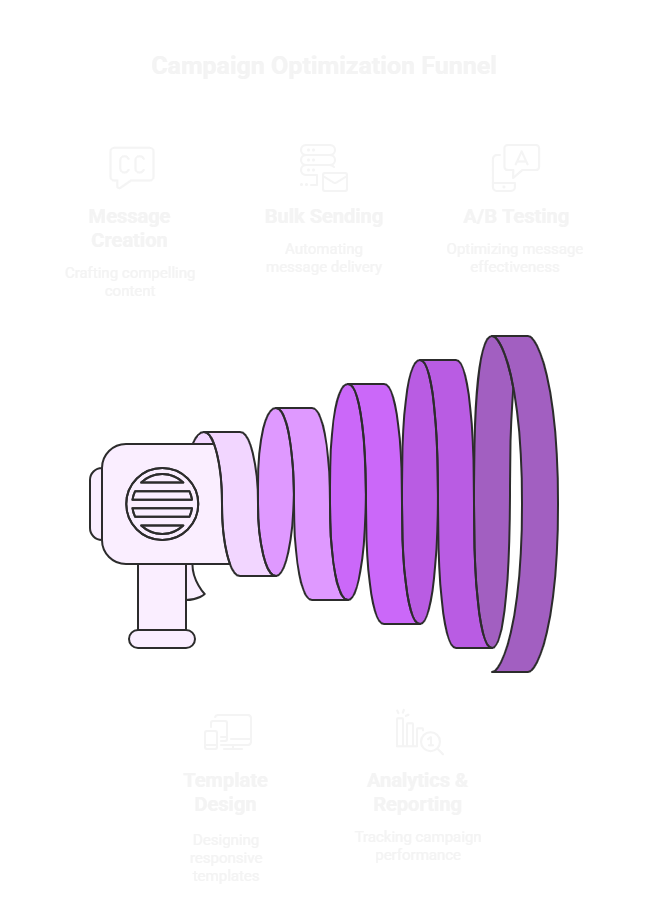 Campaign Optimization Funnel
CC
Message
Creation
Crafting compelling
content
Bulk Sending
Automating
message delivery
A
A/B Testing
Optimizing message
effectiveness
Template
Design
Designing
responsive
templates
1
Analytics &
Reporting
Tracking campaign
performance